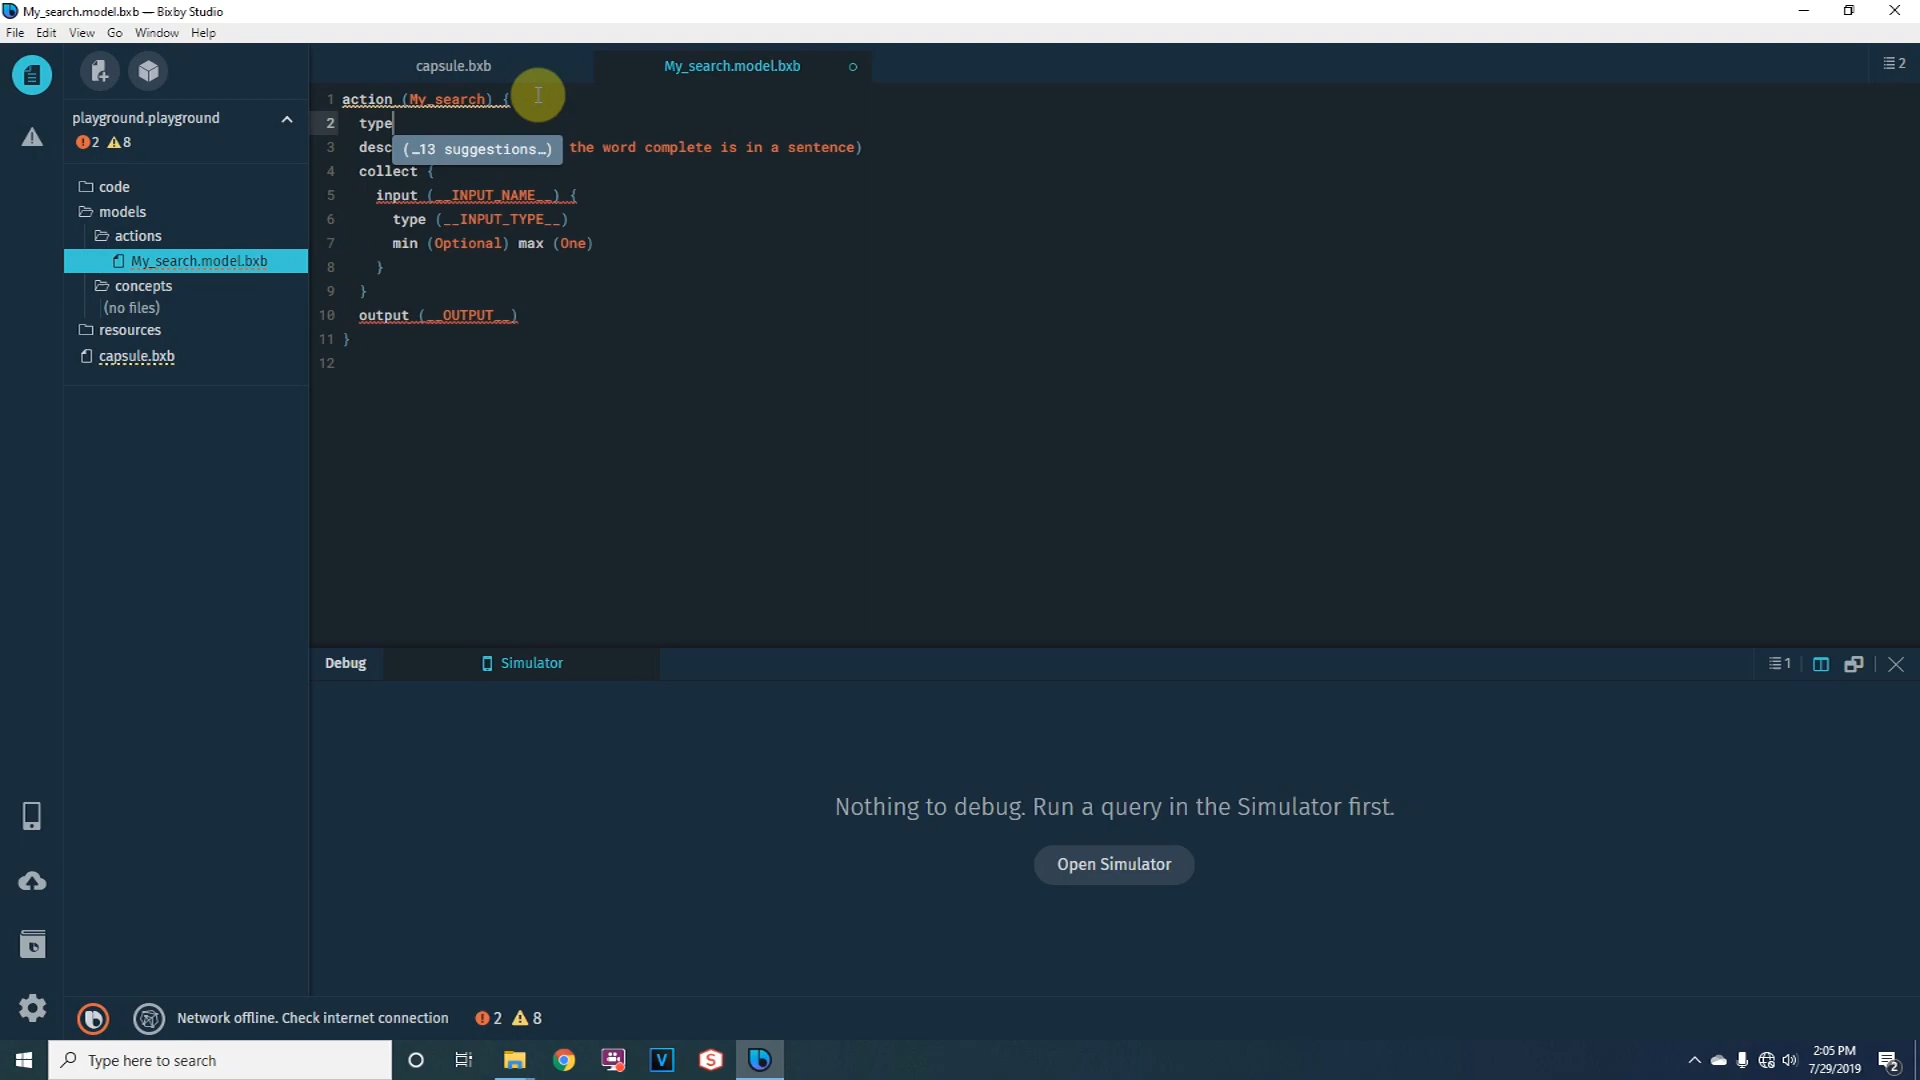 My_search.model.bxb — Bixby Studio
File Edit View Go Window Help
capsule.bxb
My_search.model.bxb
2
playground.playground
2 8
code
models
actions
My_search.model.bxb
concepts
(no files)
resources
capsule.bxb
1 action (My_search) {
2 type
3 desc the word complete is in a sentence)
(…13 suggestions…)
4 collect {
5 input (__INPUT_NAME__) {
6 type (__INPUT_TYPE__)
7 min (Optional) max (One)
8 }
9 }
10 output (__OUTPUT__)
11 }
12
Debug
Simulator
1
Nothing to debug. Run a query in the Simulator first.
Open Simulator
Network offline. Check internet connection
2 8
Type here to search
2:05 PM
7/29/2019
2